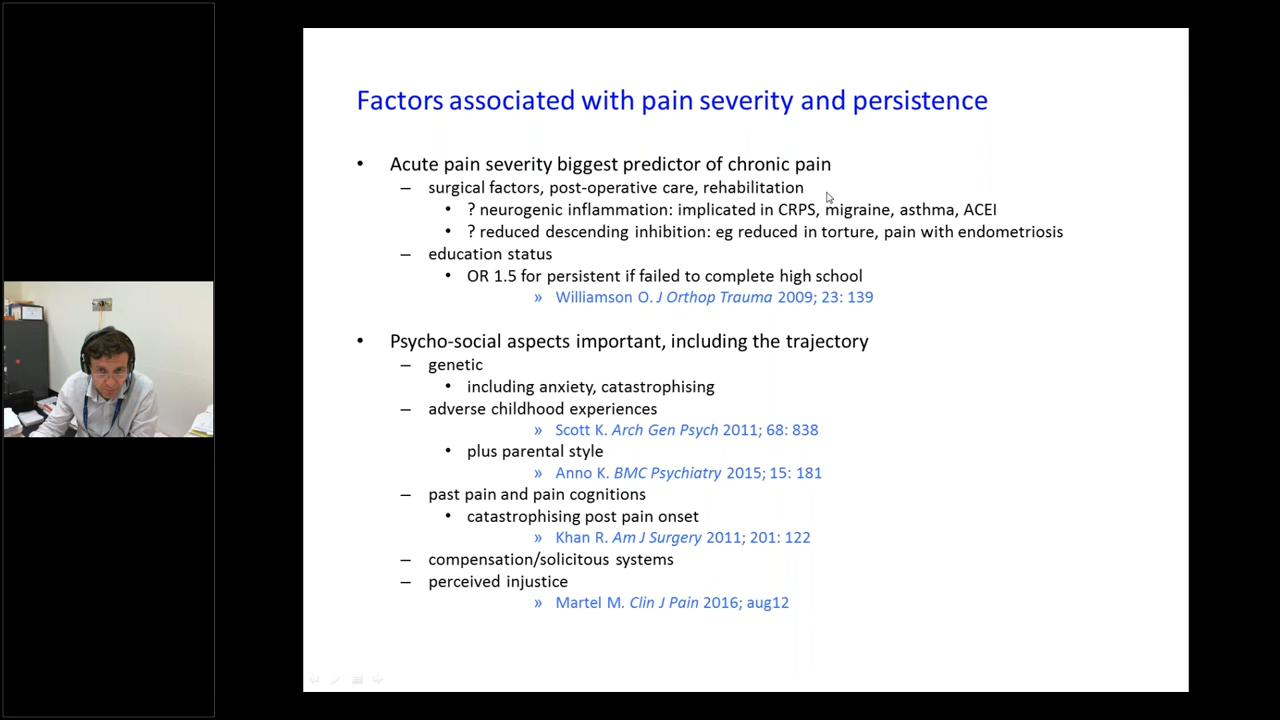 Factors associated with pain severity and persistence
• Acute pain severity biggest predictor of chronic pain
– surgical factors, post-operative care, rehabilitation
• ? neurogenic inflammation: implicated in CRPS, migraine, asthma, ACEI
• ? reduced descending inhibition: eg reduced in torture, pain with endometriosis
– education status
• OR 1.5 for persistent if failed to complete high school
» Williamson O. J Orthop Trauma 2009; 23: 139
• Psycho-social aspects important, including the trajectory
– genetic
• including anxiety, catastrophising
– adverse childhood experiences
» Scott K. Arch Gen Psych 2011; 68: 838
• plus parental style
» Anno K. BMC Psychiatry 2015; 15: 181
– past pain and pain cognitions
• catastrophising post pain onset
» Khan R. Am J Surgery 2011; 201: 122
– compensation/solicitous systems
– perceived injustice
» Martel M. Clin J Pain 2016; aug12